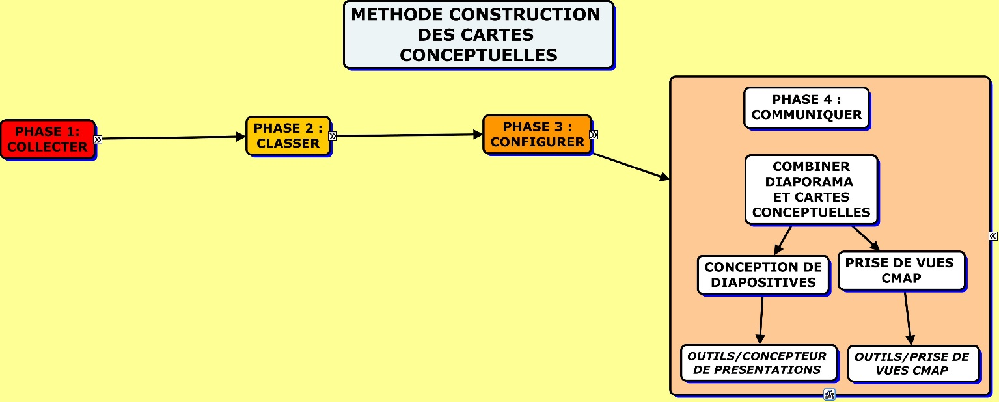 METHODE CONSTRUCTION
DES CARTES
CONCEPTUELLES
PHASE 1:
COLLECTER
PHASE 2 :
CLASSER
PHASE 3 :
CONFIGURER
PHASE 4 :
COMMUNIQUER
COMBINER
DIAPORAMA
ET CARTES
CONCEPTUELLES
CONCEPTION DE
DIAPOSITIVES
PRISE DE VUES
CMAP
OUTILS/CONCEPTEUR
DE PRESENTATIONS
OUTILS/PRISE DE
VUES CMAP